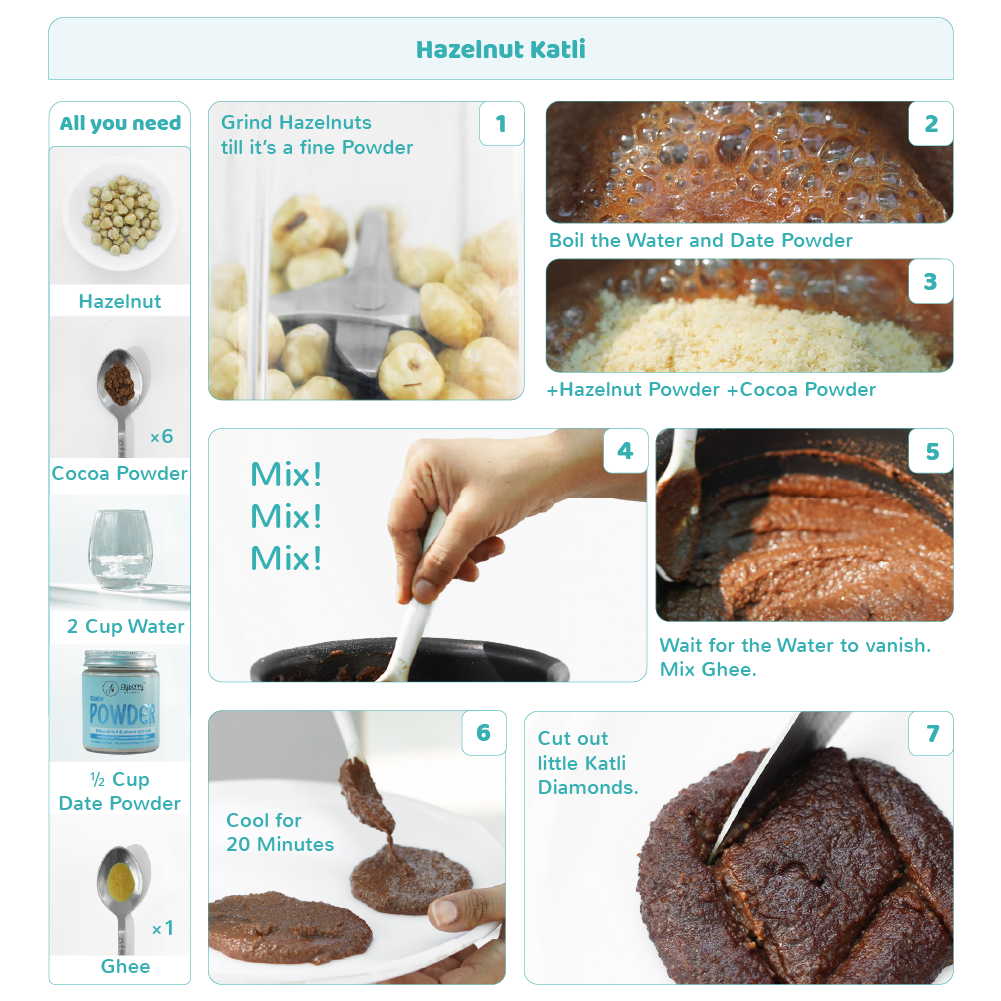 Hazelnut Katli
All you need
Hazelnut
×6
Cocoa Powder
2 Cup Water
Date
POWDER
½ Cup
Date Powder
×1
Ghee
Grind Hazelnuts
till it's a fine Powder
1
2
Boil the Water and Date Powder
3
+Hazelnut Powder +Cocoa Powder
Mix!
Mix!
Mix!
4
5
Wait for the Water to vanish.
Mix Ghee.
6
Cool for
20 Minutes
7
Cut out
little Katli
Diamonds.